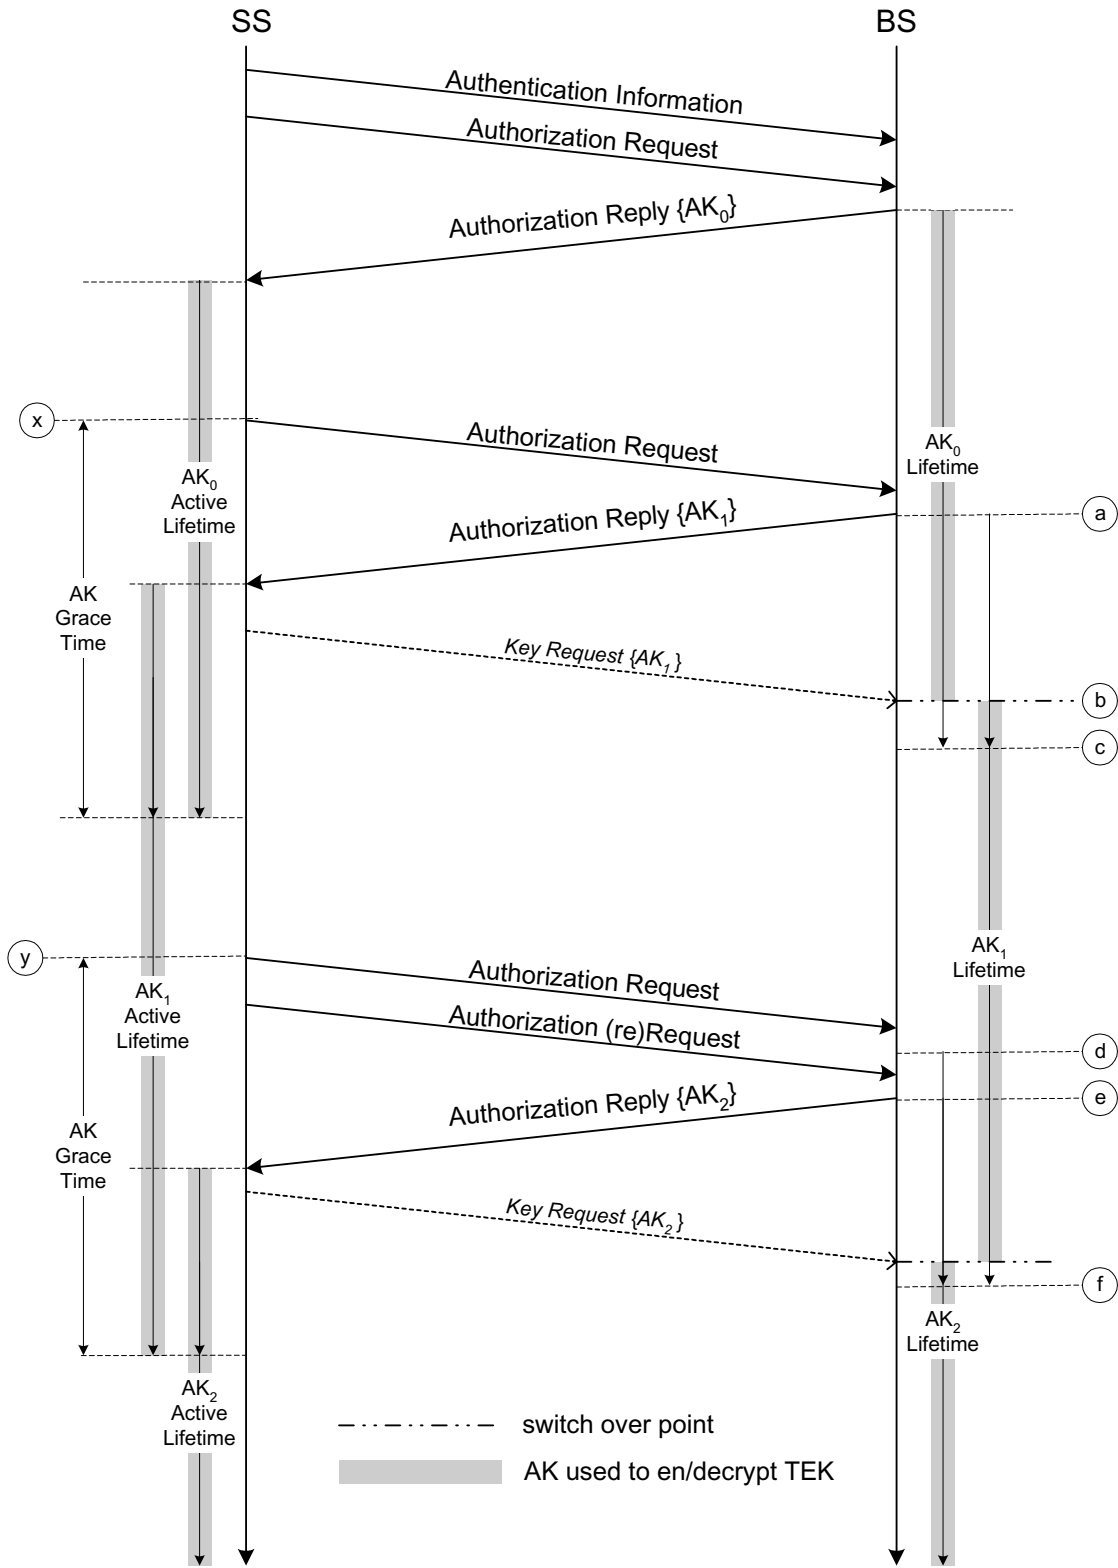 SS
BS
Authentication Information
Authorization Request
Authorization Reply {AK0}
x
Authorization Request
AK0
Lifetime
AK0
Active
Lifetime
Authorization Reply {AK1}
a
AK
Grace
Time
Key Request {AK1}
b
c
y
Authorization Request
AK1
Lifetime
AK1
Active
Lifetime
Authorization (re)Request
d
Authorization Reply {AK2}
e
AK
Grace
Time
Key Request {AK2}
f
AK2
Lifetime
AK2
Active
Lifetime
switch over point
AK used to en/decrypt TEK